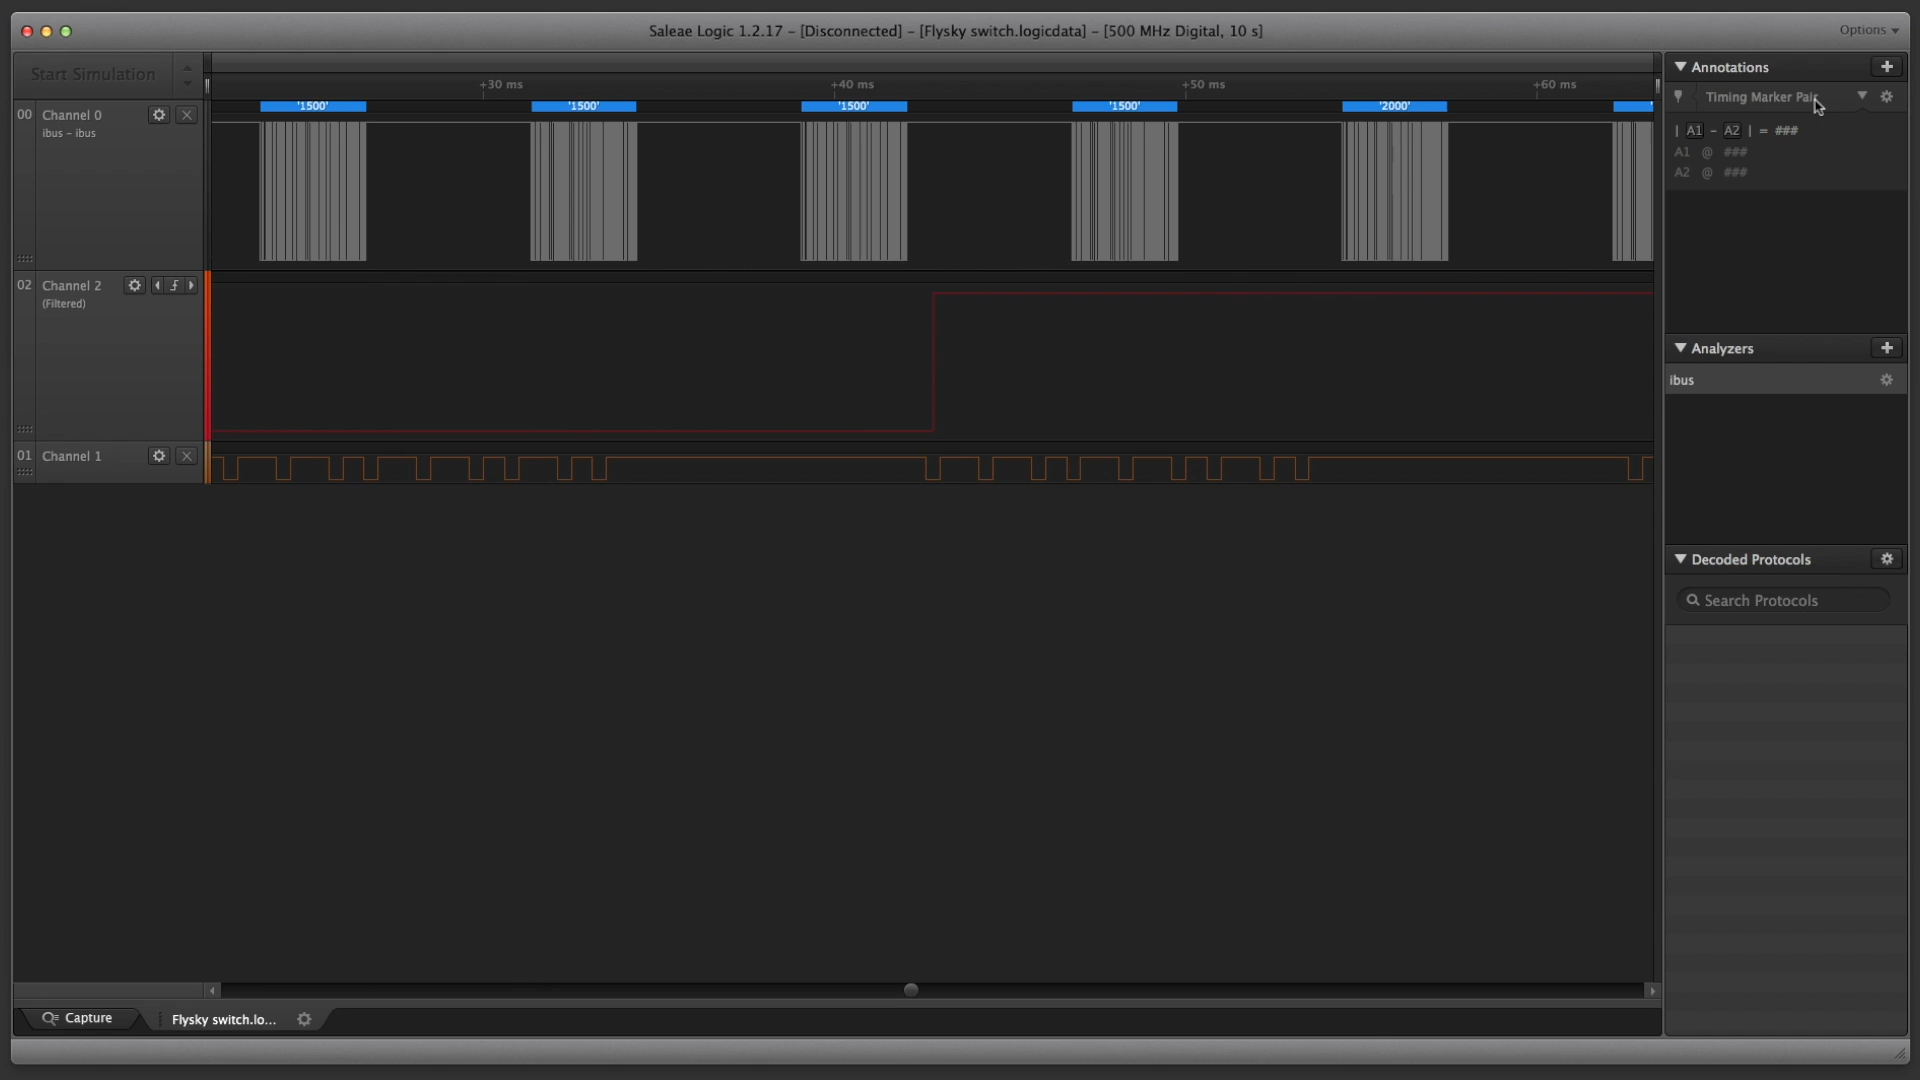 Saleae Logic 1.2.17 – [Disconnected] – [Flysky switch.logicdata] – [500 MHz Digital, 10 s]
Options
Start Simulation
+30 ms
+40 ms
+50 ms
+60 ms
Annotations
Timing Marker Pair
'1500'
'1500'
'1500'
'1500'
'2000'
00 Channel 0
ibus – ibus
| A1 – A2 | = ###
A1 @ ###
A2 @ ###
02 Channel 2
(Filtered)
Analyzers
ibus
01 Channel 1
Decoded Protocols
Search Protocols
Capture
Flysky switch.lo...